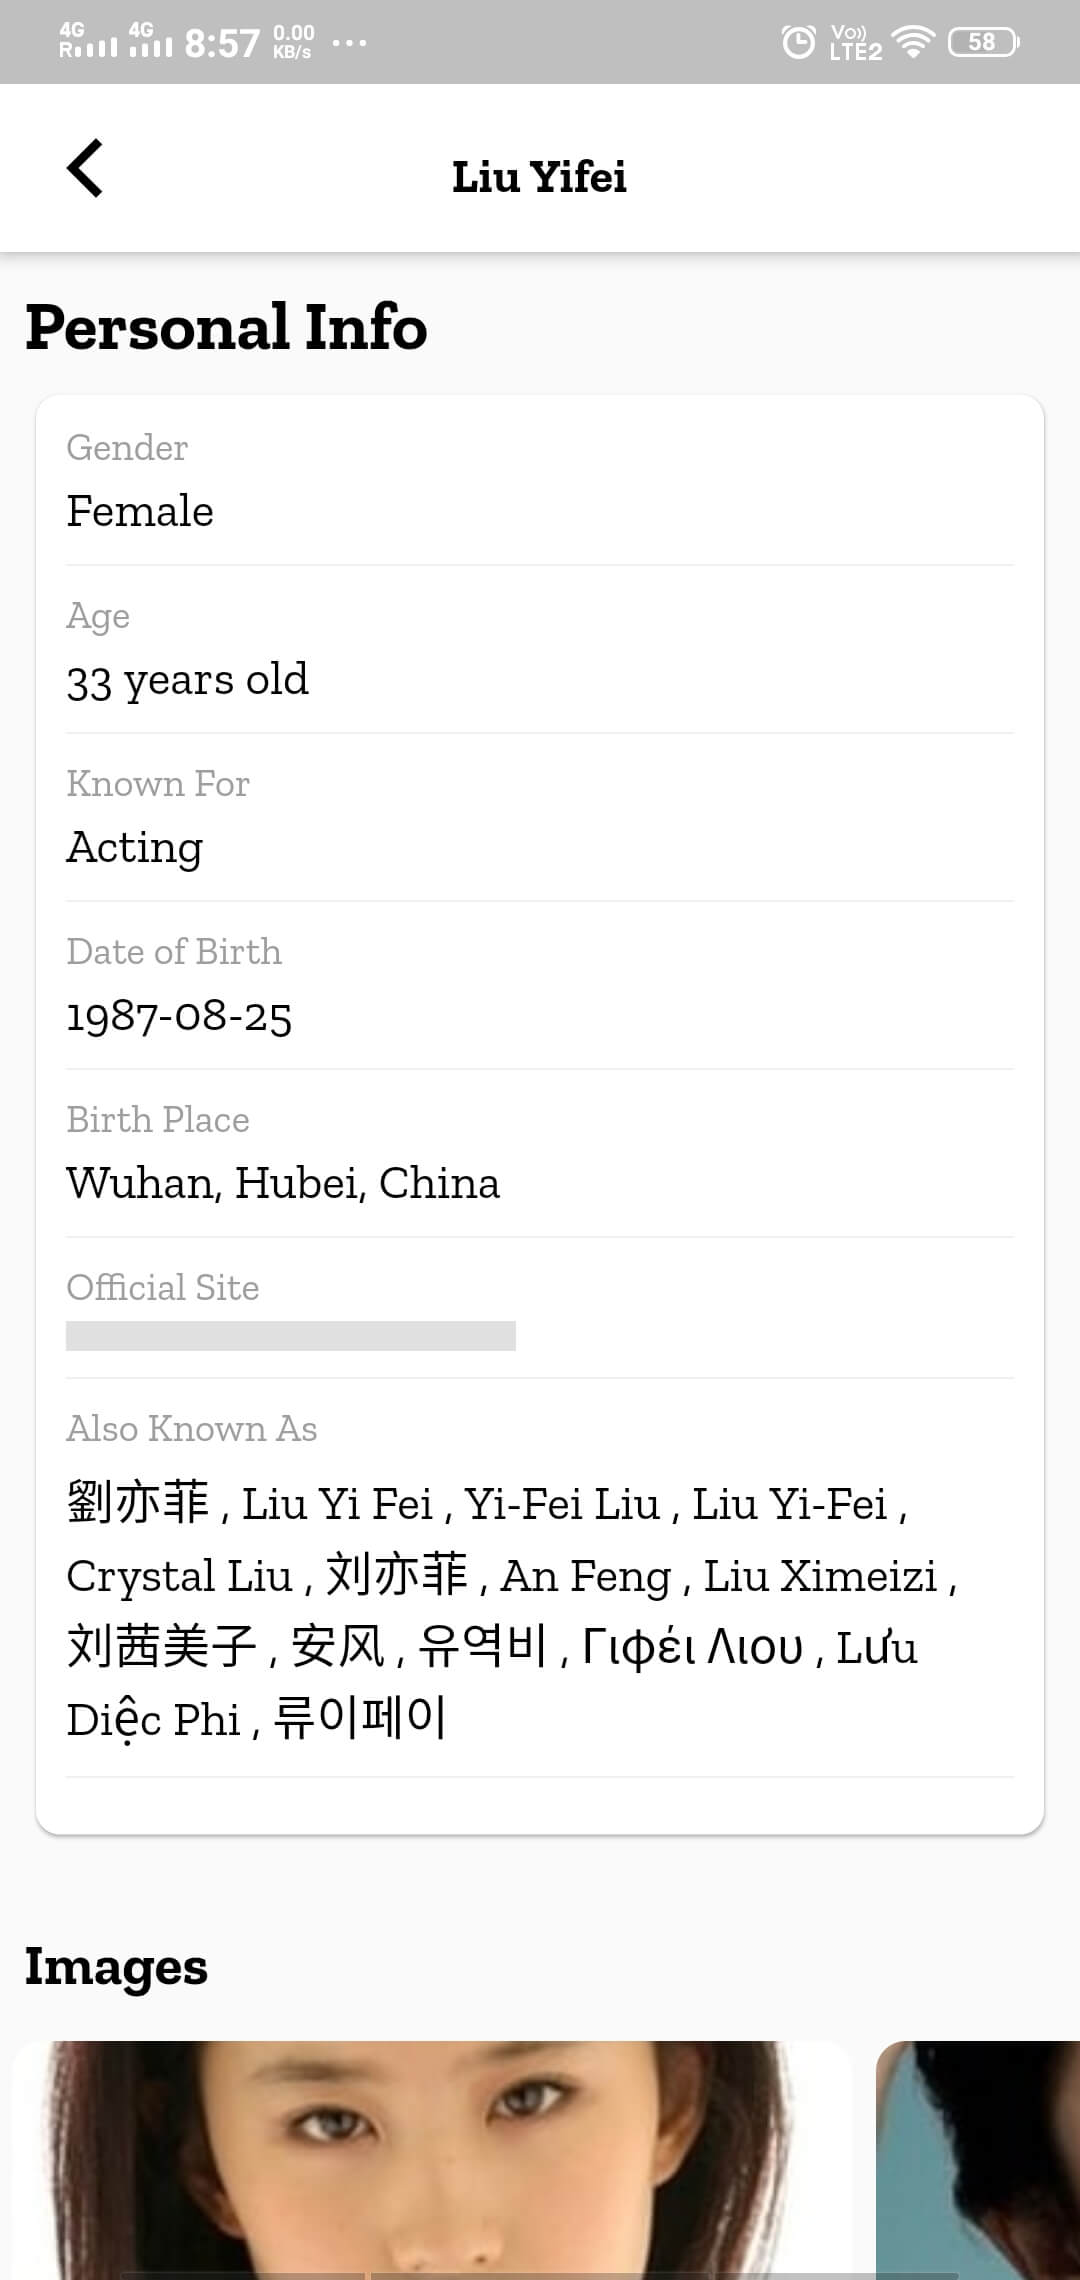 4G 4G 8:57 0.00 Vo)) 58
R KB/s ... LTE2
Liu Yifei
Personal Info
Gender
Female
Age
33 years old
Known For
Acting
Date of Birth
1987-08-25
Birth Place
Wuhan, Hubei, China
Official Site
Also Known As
劉亦菲 , Liu Yi Fei , Yi-Fei Liu , Liu Yi-Fei ,
Crystal Liu , 刘亦菲 , An Feng , Liu Ximeizi ,
刘茜美子 , 安风 , 유역비 , Γιφέι Λιου , Lưu
Diệc Phi , 류이페이
Images